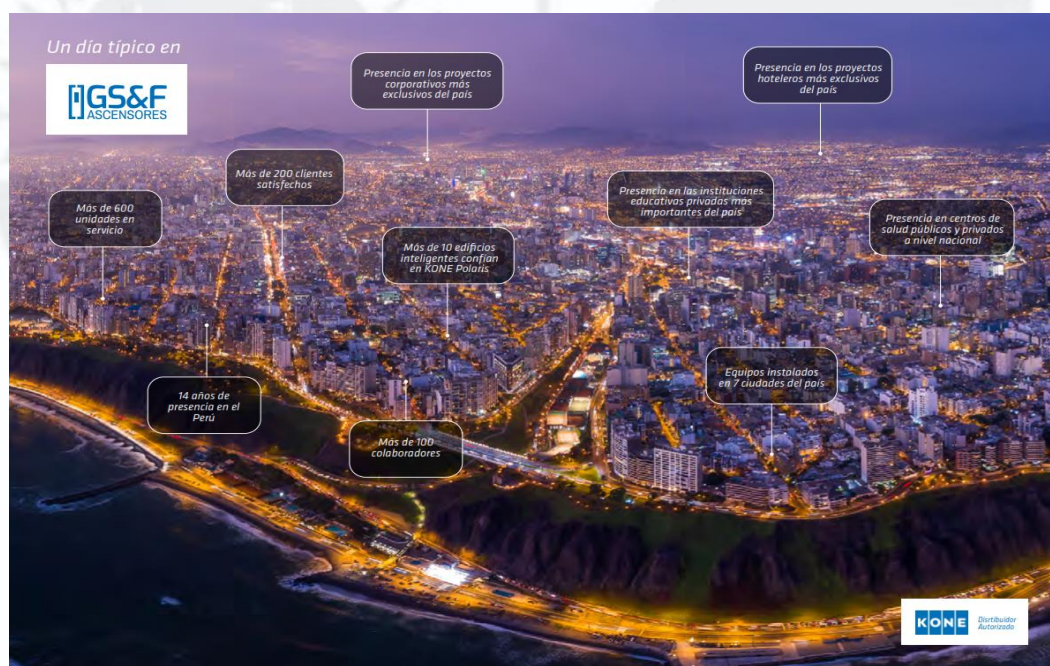 Un día típico en
GS&F
ASCENSORES
Presencia en los proyectos
corporativos más
exclusivos del país
Presencia en los proyectos
hoteleros más exclusivos
del país
Más de 200 clientes
satisfechos
Más de 600
unidades en
servicio
Presencia en las instituciones
educativas privadas más
importantes del país
Presencia en centros de
salud públicos y privados
a nivel nacional
Más de 10 edificios
inteligentes confían
en KONE Polaris
14 años de
presencia en el
Perú
Equipos instalados
en 7 ciudades del país
Más de 100
colaboradores
KONE
Distribuidor
Autorizado